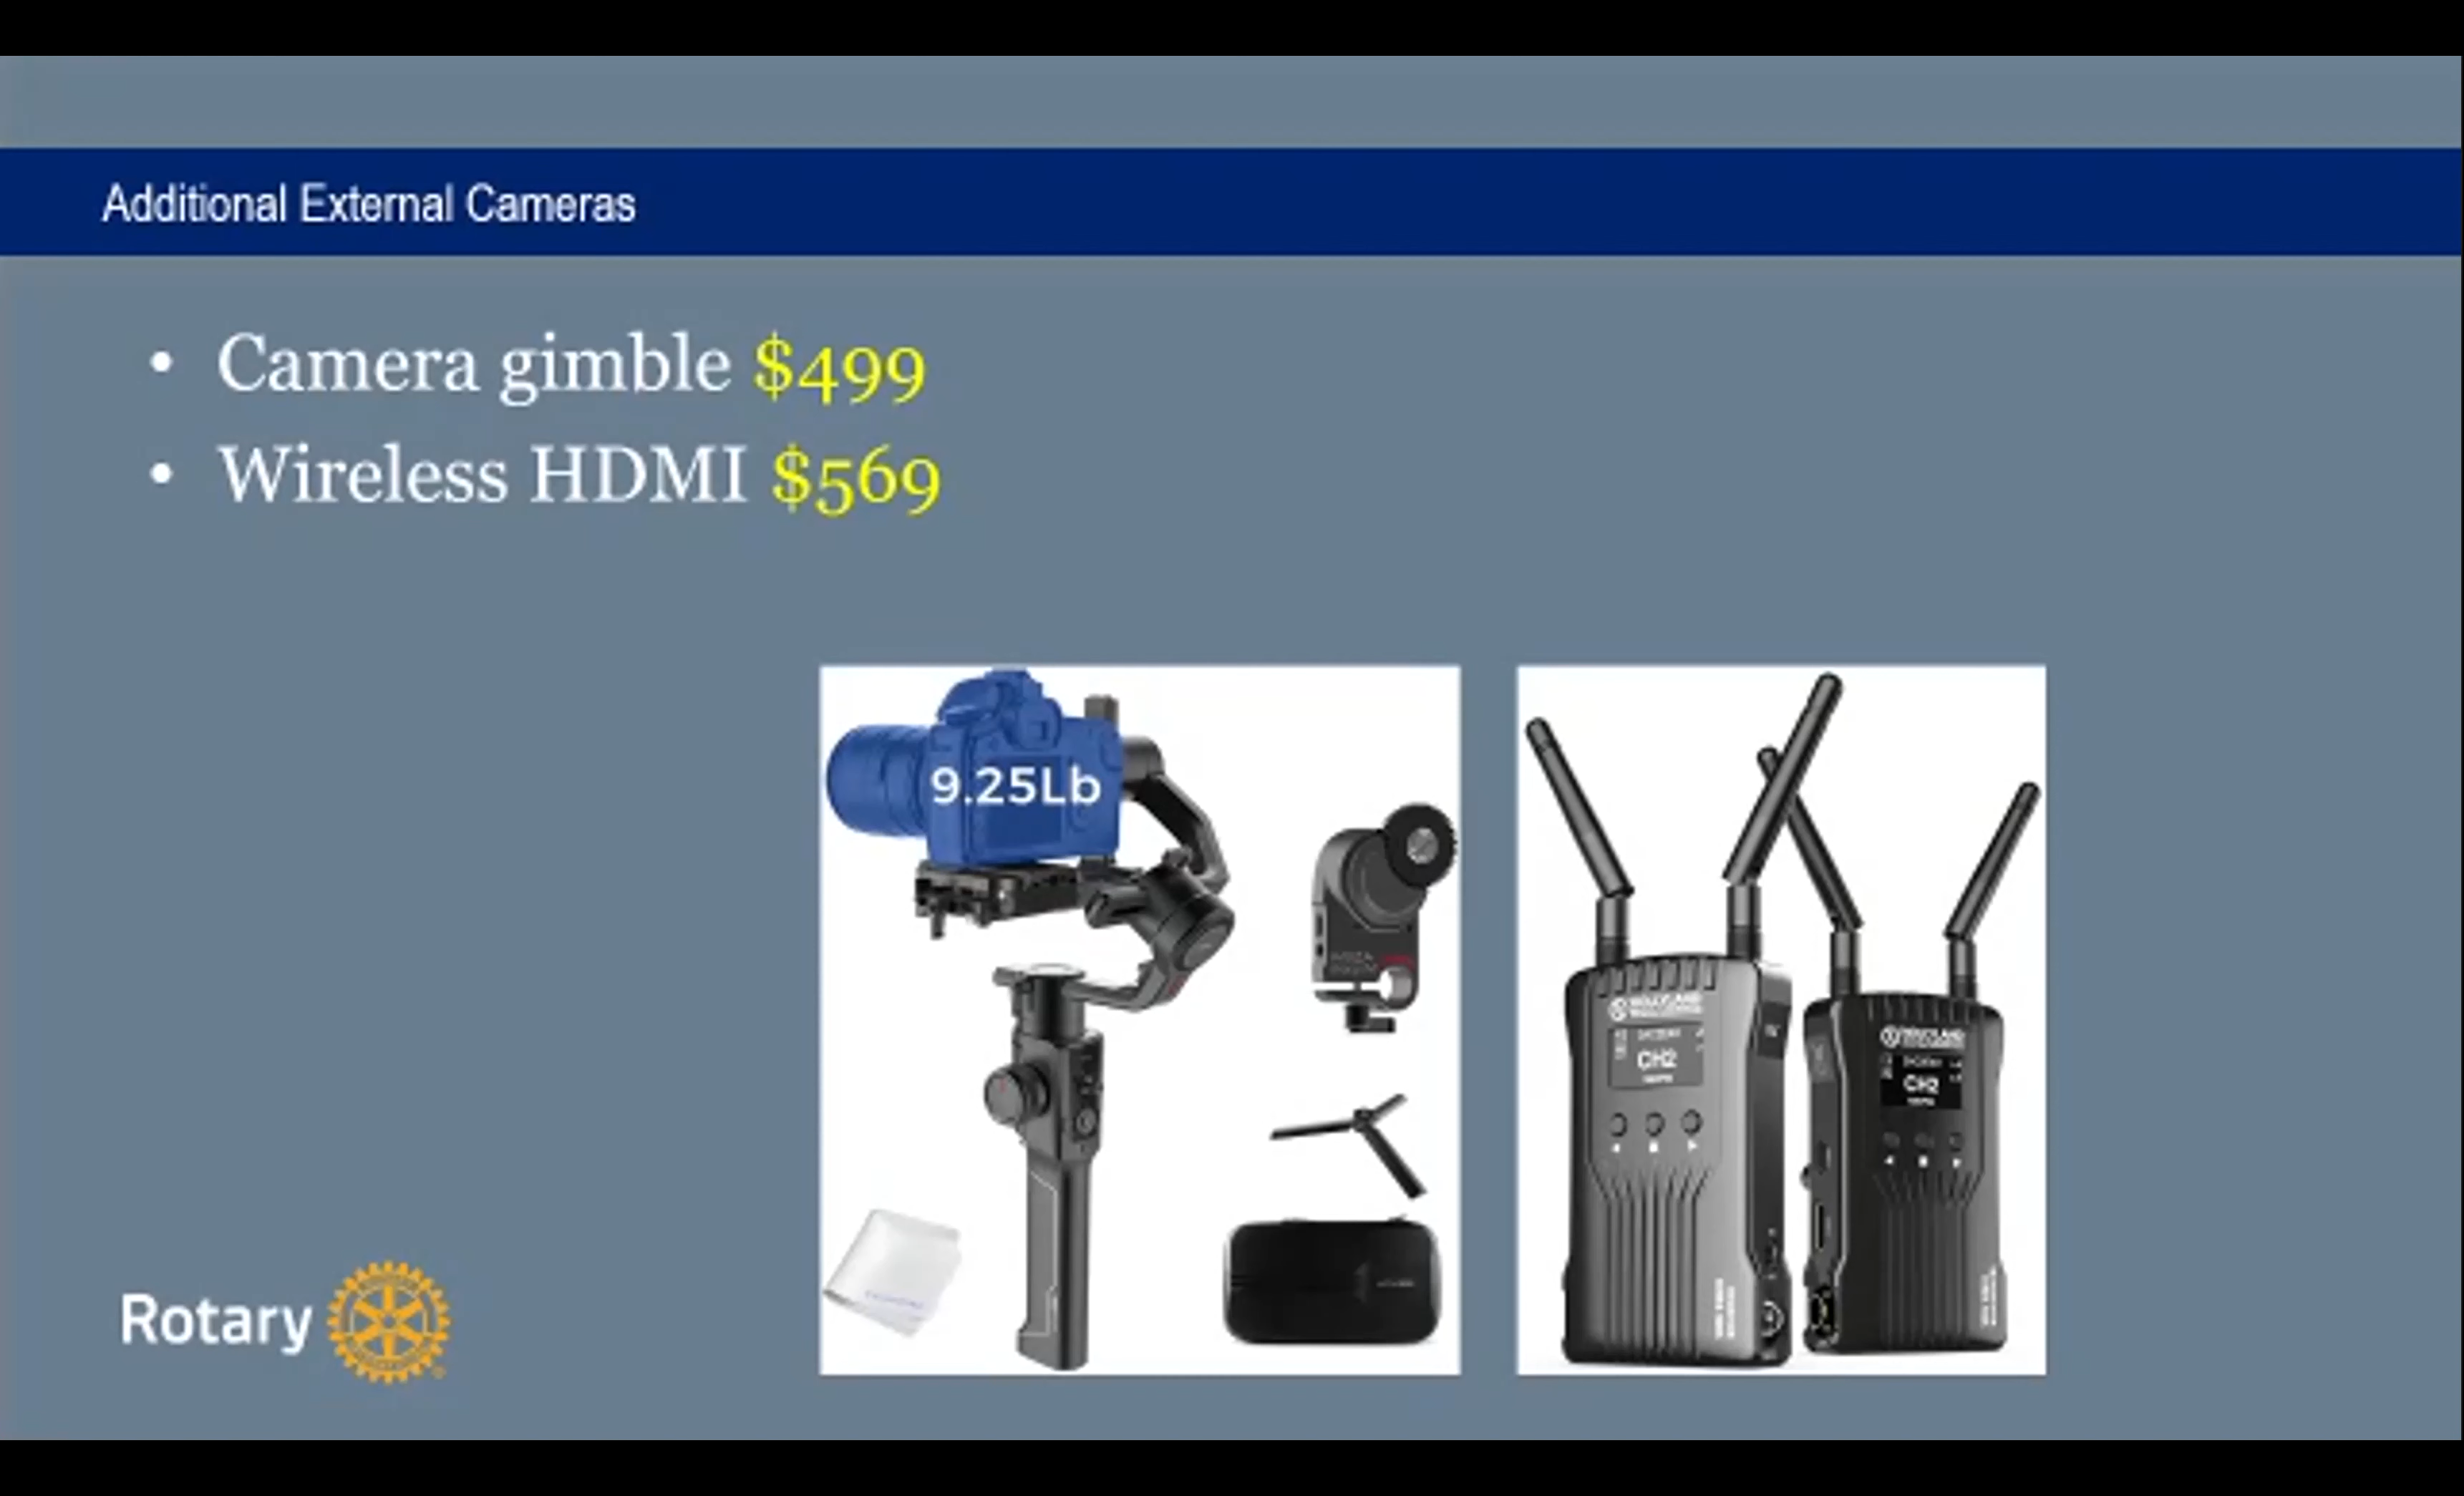 Additional External Cameras
• Camera gimble $499
• Wireless HDMI $569
9.25Lb
CH2
CH2
Rotary